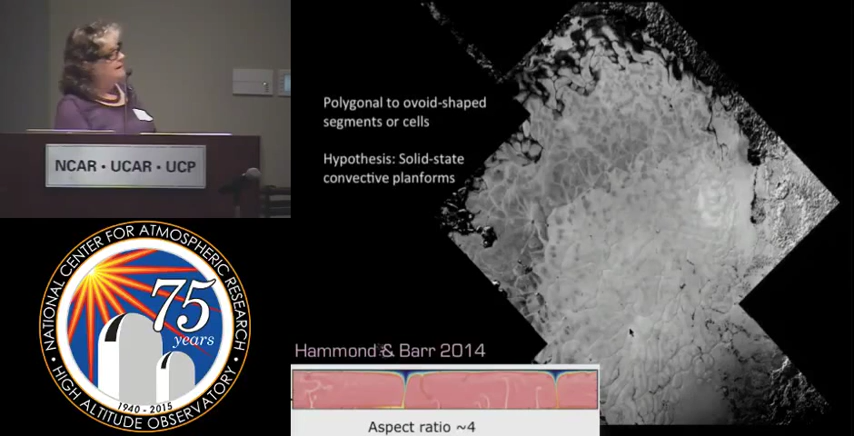 NCAR • UCAR • UCP
NATIONAL CENTER FOR ATMOSPHERIC RESEARCH
75
years
1940 - 2015
HIGH ALTITUDE OBSERVATORY
Polygonal to ovoid-shaped
segments or cells
Hypothesis: Solid-state
convective planforms
Hammond & Barr 2014
Aspect ratio ~4